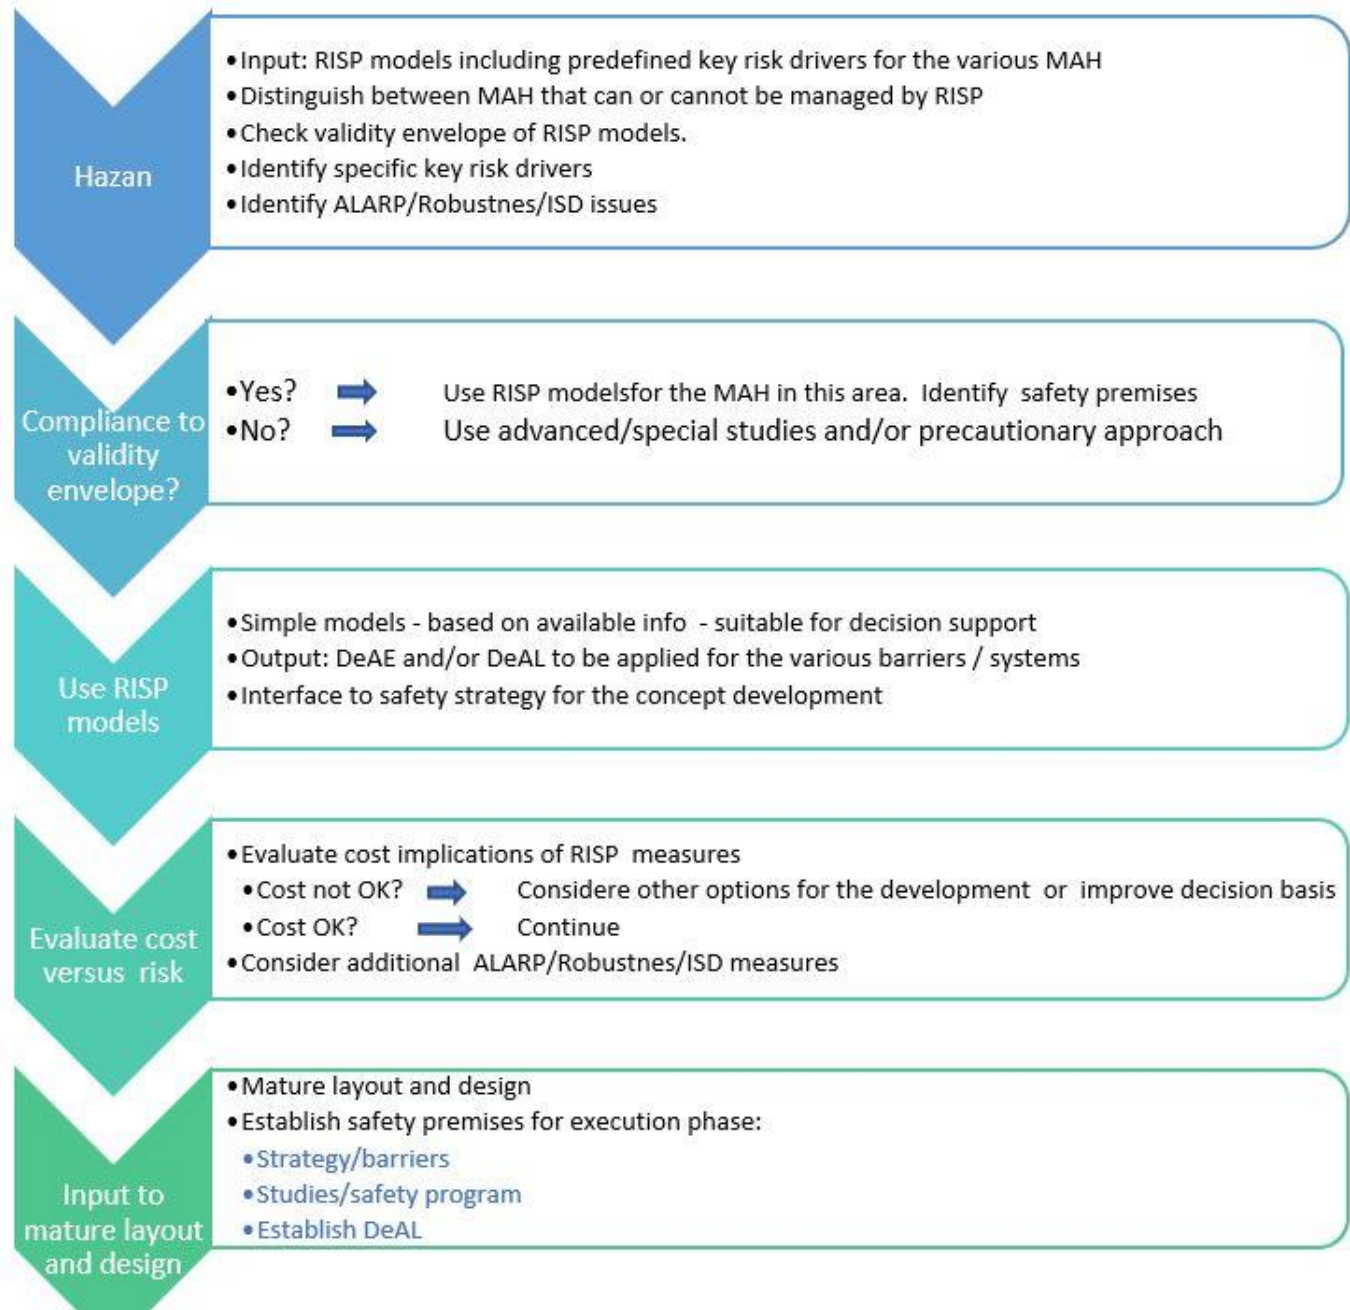 Hazan
•Input: RISP models including predefined key risk drivers for the various MAH
•Distinguish between MAH that can or cannot be managed by RISP
•Check validity envelope of RISP models.
•Identify specific key risk drivers
•Identify ALARP/Robustnes/ISD issues
Compliance to
validity
envelope?
•Yes? Use RISP modelsfor the MAH in this area. Identify safety premises
•No? Use advanced/special studies and/or precautionary approach
Use RISP
models
•Simple models - based on available info - suitable for decision support
•Output: DeAE and/or DeAL to be applied for the various barriers / systems
•Interface to safety strategy for the concept development
Evaluate cost
versus risk
•Evaluate cost implications of RISP measures
•Cost not OK? Considere other options for the development or improve decision basis
•Cost OK? Continue
•Consider additional ALARP/Robustnes/ISD measures
Input to
mature layout
and design
•Mature layout and design
•Establish safety premises for execution phase:
•Strategy/barriers
•Studies/safety program
•Establish DeAL